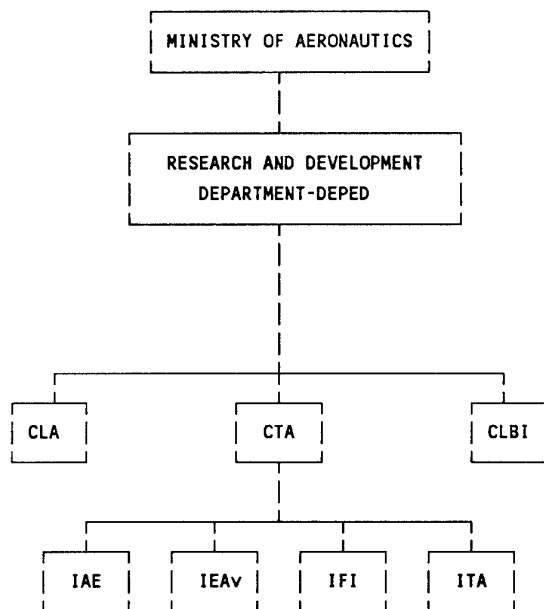 MINISTRY OF AERONAUTICS
RESEARCH AND DEVELOPMENT
DEPARTMENT-DEPED
CLA
CTA
CLBI
IAE
IEAv
IFI
ITA